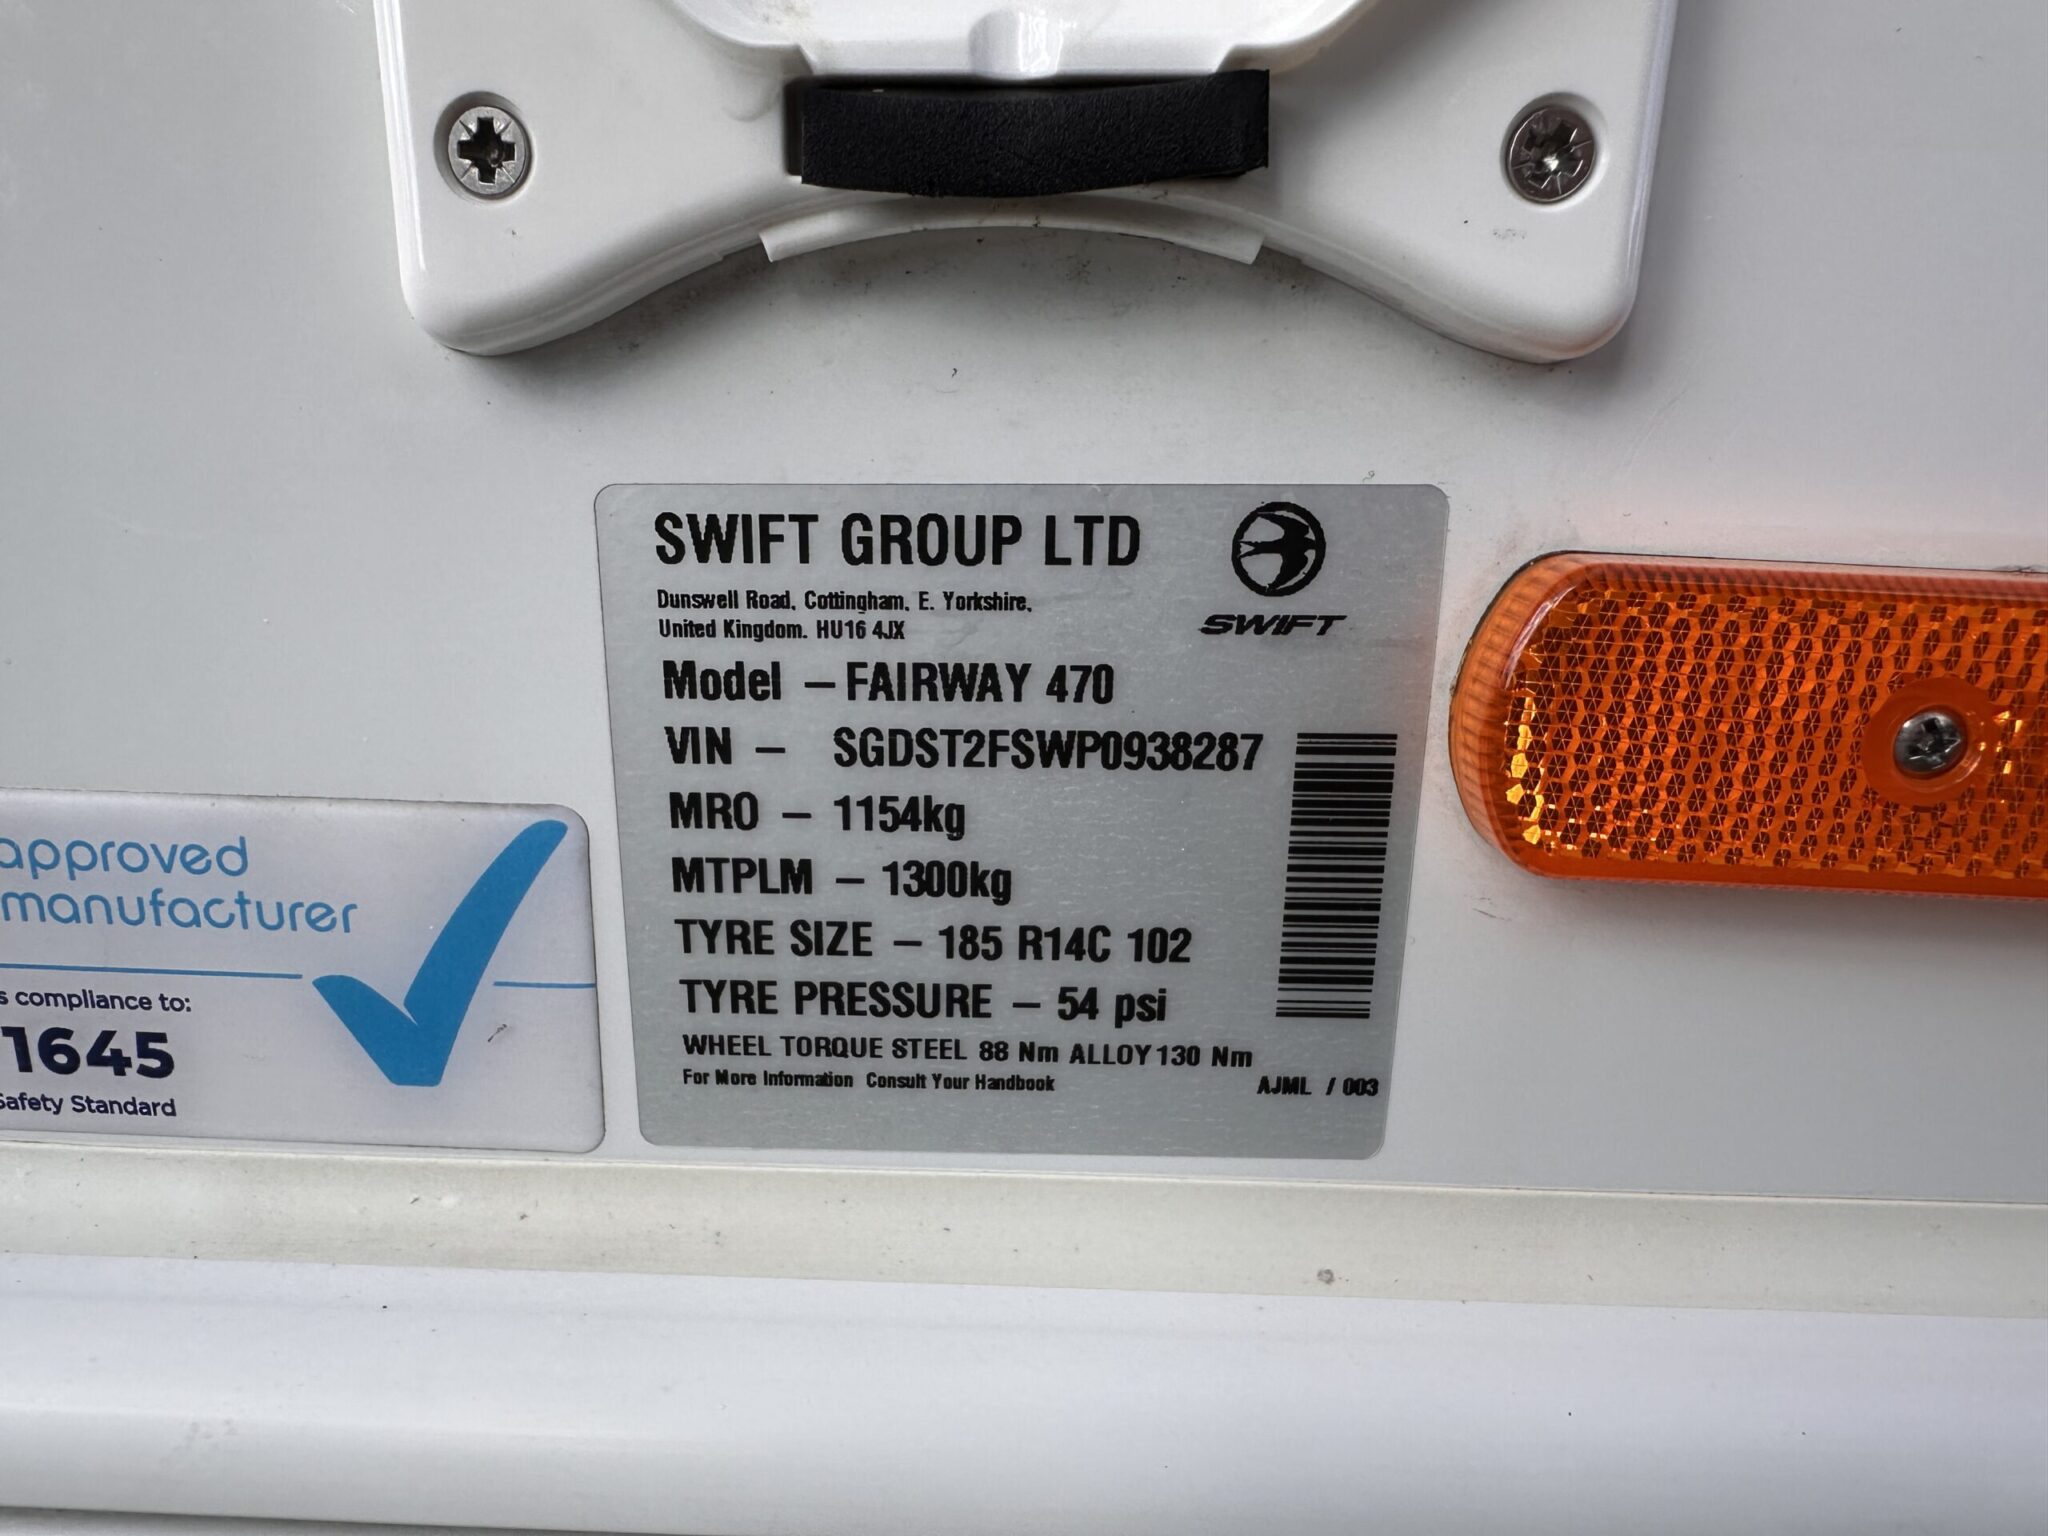 SWIFT GROUP LTD
Dunswell Road, Cottingham, E. Yorkshire,
United Kingdom. HU16 4JX
SWIFT
Model – FAIRWAY 470
VIN – SGDST2FSWP0938287
MRO – 1154kg
MTPLM – 1300kg
TYRE SIZE – 185 R14C 102
TYRE PRESSURE – 54 psi
WHEEL TORQUE STEEL 88 Nm ALLOY 130 Nm
For More Information Consult Your Handbook
AJML / 003
approved
manufacturer
s compliance to:
1645
Safety Standard